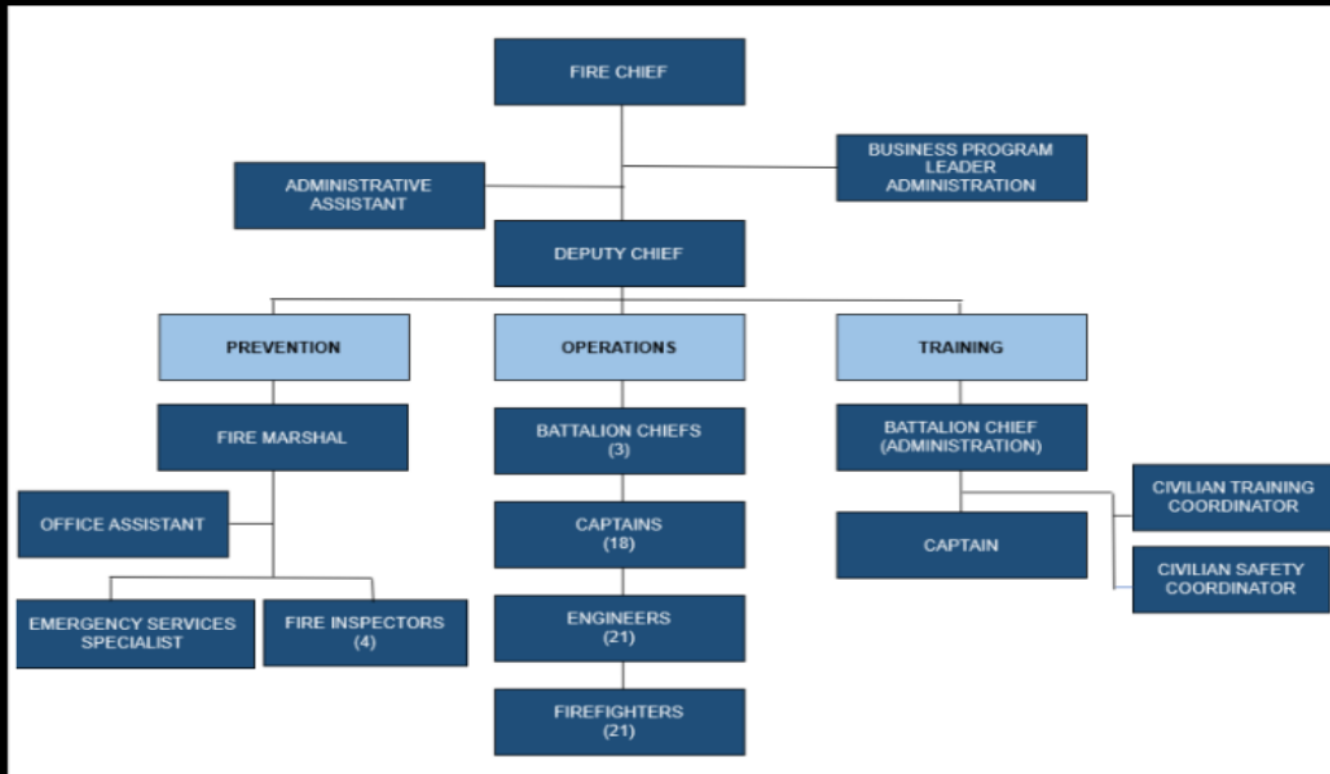 FIRE CHIEF
BUSINESS PROGRAM
LEADER
ADMINISTRATION
ADMINISTRATIVE
ASSISTANT
DEPUTY CHIEF
PREVENTION
OPERATIONS
TRAINING
FIRE MARSHAL
BATTALION CHIEFS
(3)
BATTALION CHIEF
(ADMINISTRATION)
OFFICE ASSISTANT
CAPTAINS
(18)
CAPTAIN
CIVILIAN TRAINING
COORDINATOR
CIVILIAN SAFETY
COORDINATOR
EMERGENCY SERVICES
SPECIALIST
FIRE INSPECTORS
(4)
ENGINEERS
(21)
FIREFIGHTERS
(21)